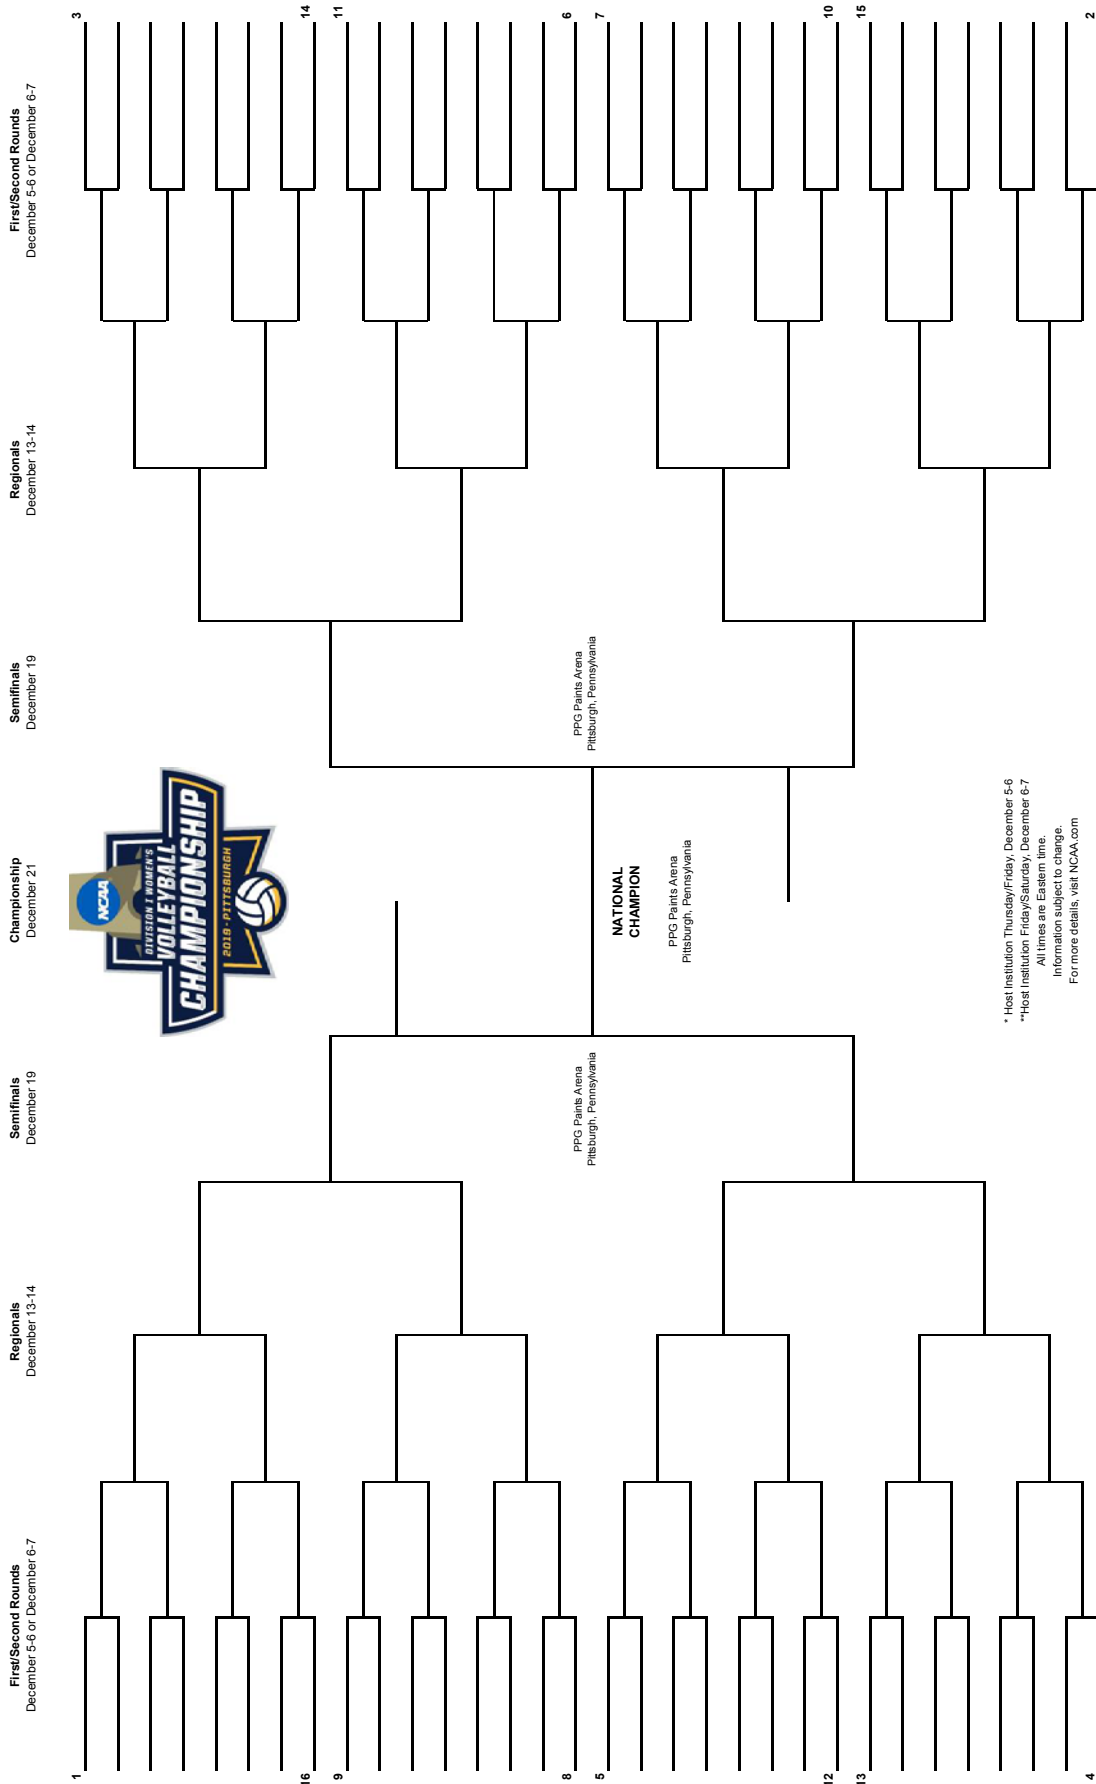 First/Second Rounds
December 5-6 or December 6-7
Regionals
December 13-14
Semifinals
December 19
Championship
December 21
Semifinals
December 19
Regionals
December 13-14
First/Second Rounds
December 5-6 or December 6-7
NCAA
DIVISION I WOMEN'S
VOLLEYBALL
CHAMPIONSHIP
2019 • PITTSBURGH
1
16
9
8
5
12
13
4
3
14
11
6
7
10
15
2
PPG Paints Arena
Pittsburgh, Pennsylvania
PPG Paints Arena
Pittsburgh, Pennsylvania
NATIONAL
CHAMPION
PPG Paints Arena
Pittsburgh, Pennsylvania
* Host Institution Thursday/Friday, December 5-6
**Host Institution Friday/Saturday, December 6-7
All times are Eastern time.
Information subject to change.
For more details, visit NCAA.com